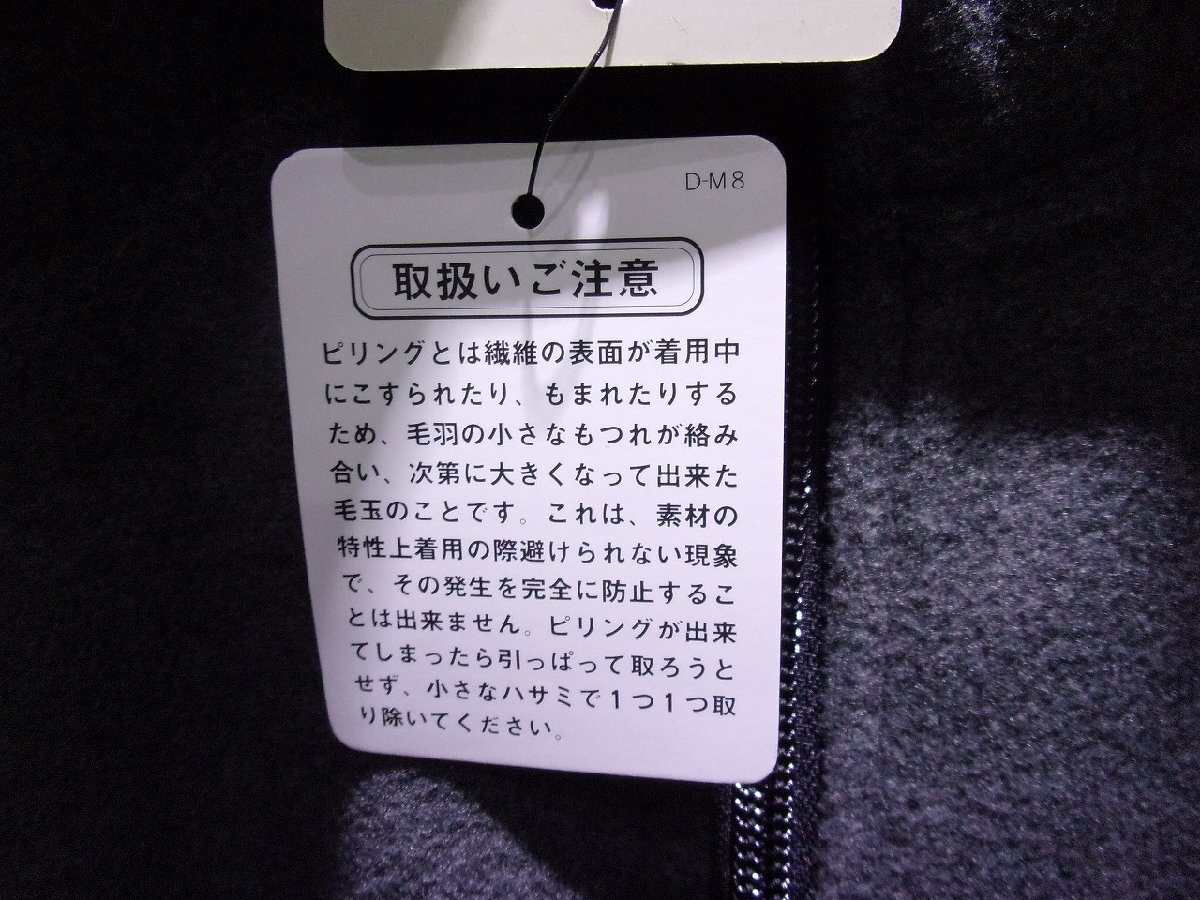 D-M8
取扱いご注意
ピリングとは繊維の表面が着用中
にこすられたり、もまれたりする
ため、毛羽の小さなもつれが絡み
合い、次第に大きくなって出来た
毛玉のことです。これは、素材の
特性上着用の際避けられない現象
で、その発生を完全に防止するこ
とは出来ません。ピリングが出来
てしまったら引っぱって取ろうと
せず、小さなハサミで1つ1つ取
り除いてください。